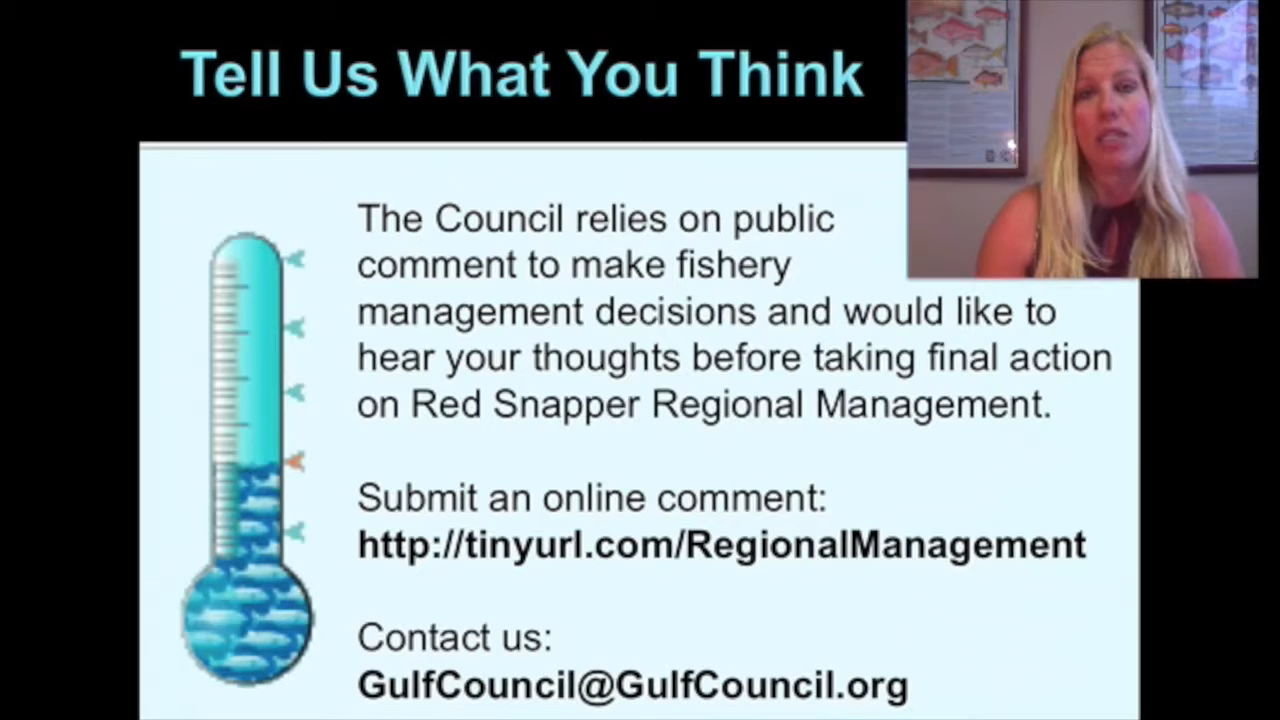 Tell Us What You Think
The Council relies on public
comment to make fishery
management decisions and would like to
hear your thoughts before taking final action
on Red Snapper Regional Management.
Submit an online comment:
http://tinyurl.com/RegionalManagement
Contact us:
GulfCouncil@GulfCouncil.org